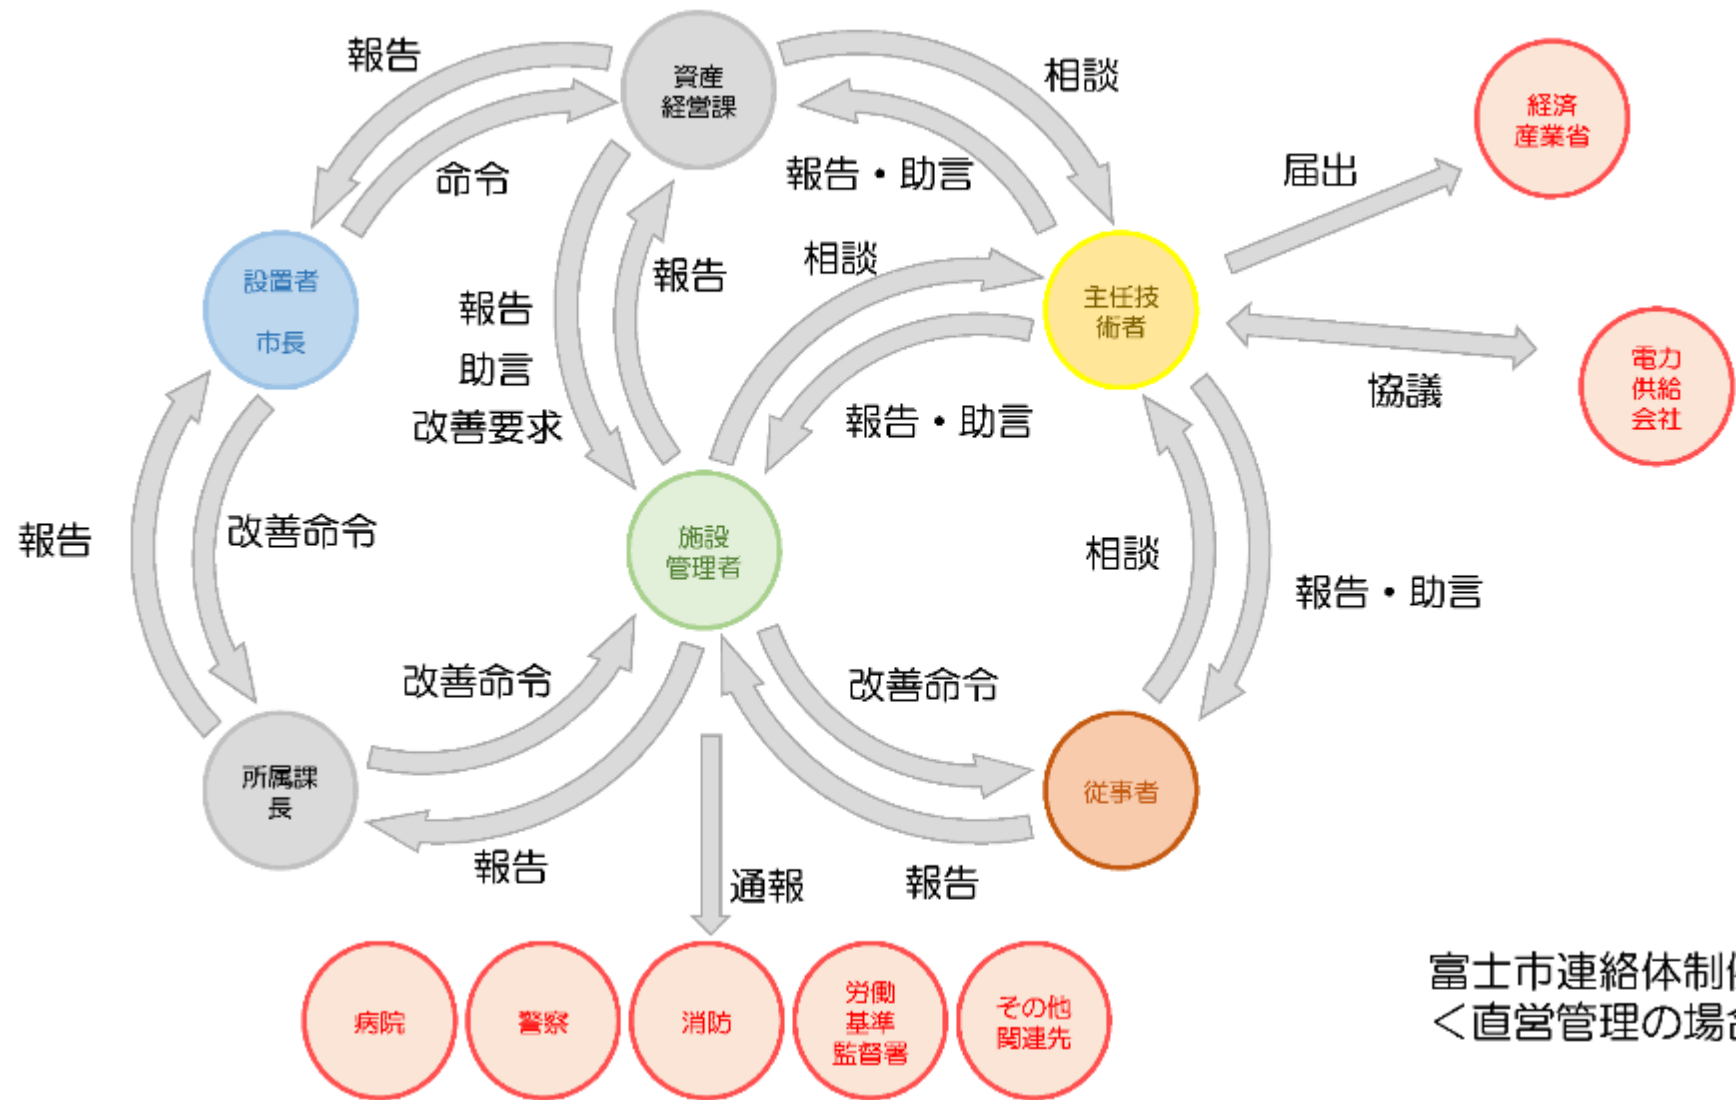 報告
資産
経営課
相談
経済
産業省
命令
報告・助言
届出
設置者
市長
報告
助言
改善要求
報告
相談
主任技
術者
電力
供給
会社
協議
報告・助言
報告
改善命令
施設
管理者
相談
報告・助言
改善命令
改善命令
所属課
長
従事者
報告
通報
報告
病院
警察
消防
労働
基準
監督署
その他
関連先
富士市連絡体制
<直営管理の場合